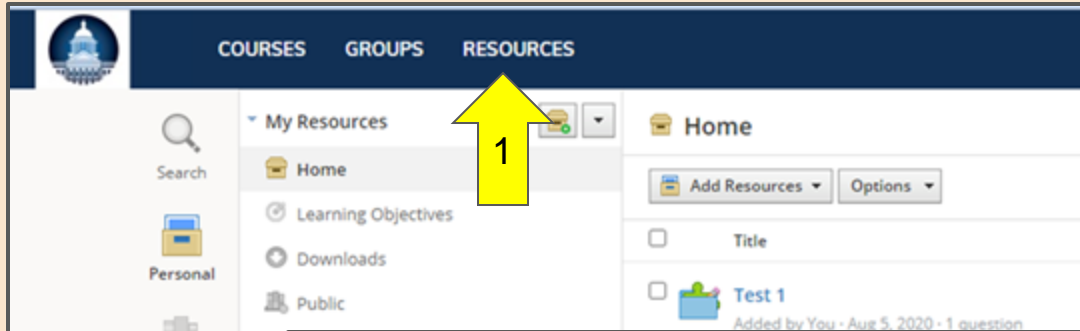 COURSES GROUPS RESOURCES
1
Search
Personal
My Resources
Home
Learning Objectives
Downloads
Public
Home
Add Resources Options
Title
Test 1
Added by You · Aug 5, 2020 · 1 question